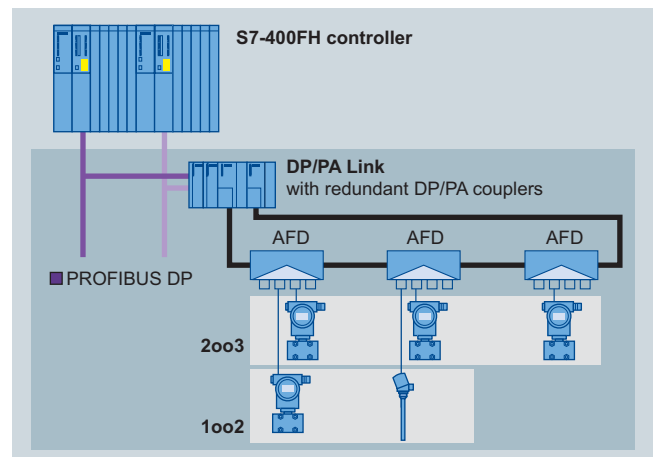 S7-400FH controller
DP/PA Link
with redundant DP/PA couplers
AFD
AFD
AFD
PROFIBUS DP
2oo3
1oo2